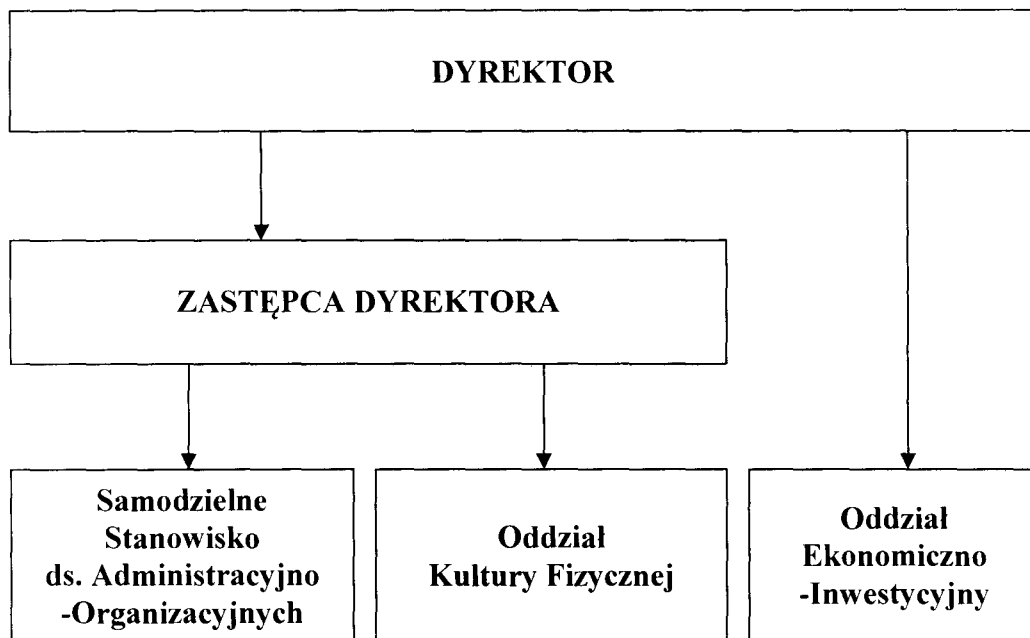 DYREKTOR
ZASTĘPCA DYREKTORA
Samodzielne
Stanowisko
ds. Administracyjno
-Organizacyjnych
Oddział
Kultury Fizycznej
Oddział
Ekonomiczno
-Inwestycyjny